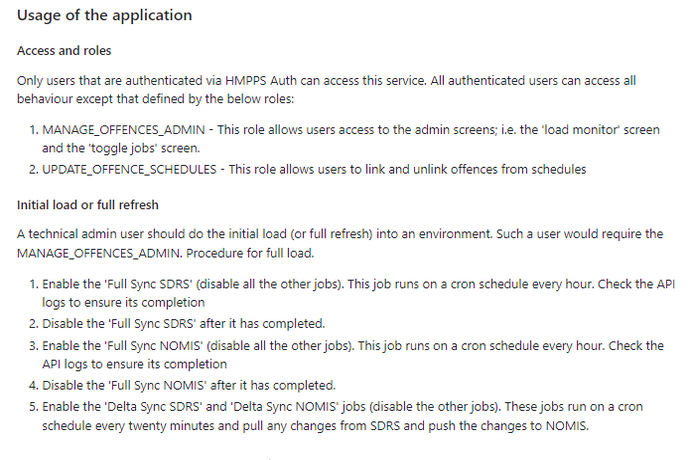 Usage of the application
Access and roles
Only users that are authenticated via HMPPS Auth can access this service. All authenticated users can access all
behaviour except that defined by the below roles:
1. MANAGE_OFFENCES_ADMIN - This role allows users access to the admin screens; i.e. the 'load monitor' screen
and the 'toggle jobs' screen.
2. UPDATE_OFFENCE_SCHEDULES - This role allows users to link and unlink offences from schedules
Initial load or full refresh
A technical admin user should do the initial load (or full refresh) into an environment. Such a user would require the
MANAGE_OFFENCES_ADMIN. Procedure for full load.
1. Enable the 'Full Sync SDRS' (disable all the other jobs). This job runs on a cron schedule every hour. Check the API
logs to ensure its completion
2. Disable the 'Full Sync SDRS' after it has completed.
3. Enable the 'Full Sync NOMIS' (disable all the other jobs). This job runs on a cron schedule every hour. Check the
API logs to ensure its completion
4. Disable the 'Full Sync NOMIS' after it has completed.
5. Enable the 'Delta Sync SDRS' and 'Delta Sync NOMIS' jobs (disable the other jobs). These jobs run on a cron
schedule every twenty minutes and pull any changes from SDRS and push the changes to NOMIS.